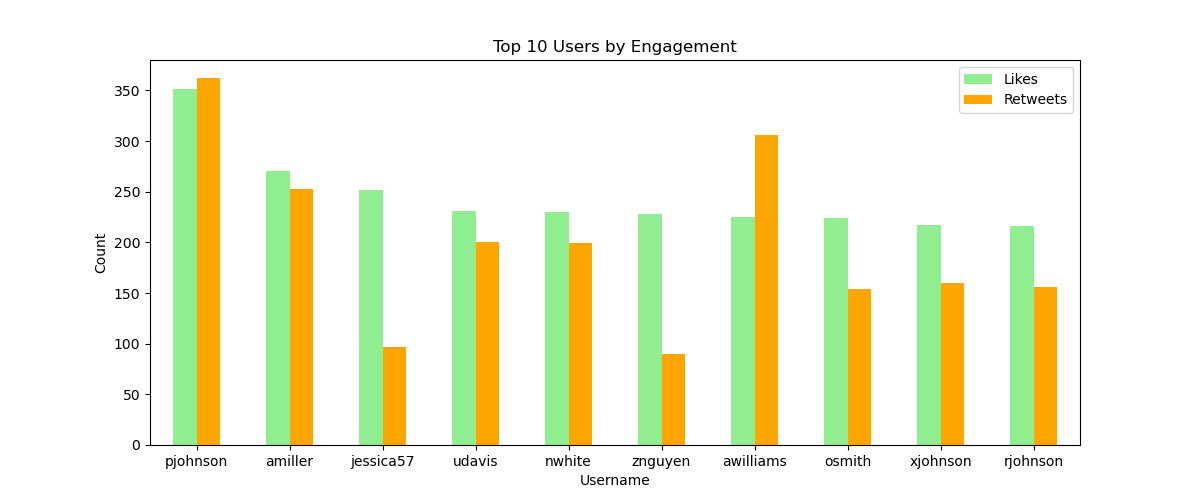 Top 10 Users by Engagement
Likes
Retweets
350
300
250
200
150
100
50
0
Count
pjohnson amiller jessica57 udavis nwhite znguyen awilliams osmith xjohnson rjohnson
Username